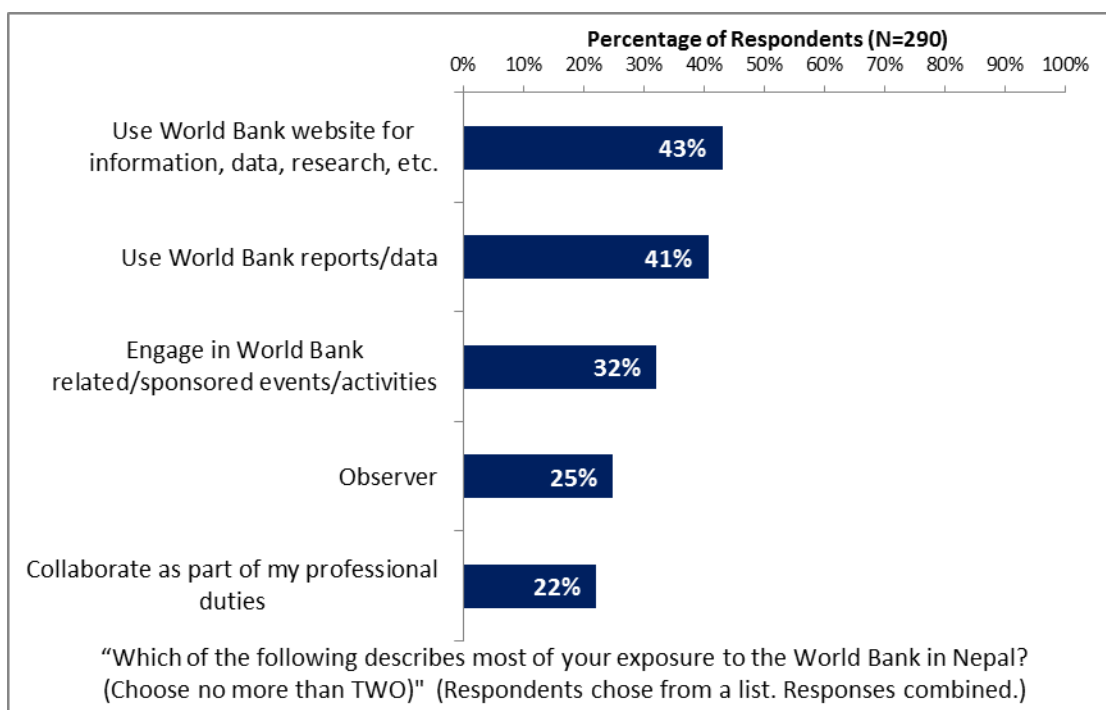 Percentage of Respondents (N=290)
0% 10% 20% 30% 40% 50% 60% 70% 80% 90% 100%
Use World Bank website for
information, data, research, etc.
43%
Use World Bank reports/data
41%
Engage in World Bank
related/sponsored events/activities
32%
Observer
25%
Collaborate as part of my professional
duties
22%
“Which of the following describes most of your exposure to the World Bank in Nepal?
(Choose no more than TWO)" (Respondents chose from a list. Responses combined.)